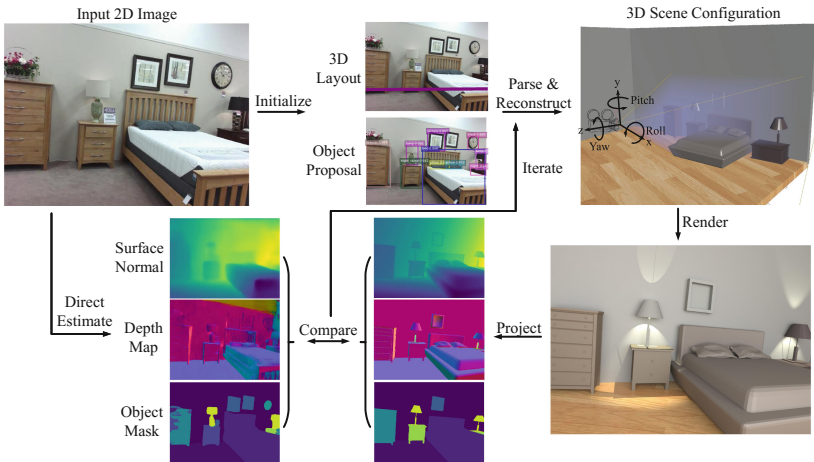 Input 2D Image
3D Scene Configuration
3D
Layout
Initialize
Parse &
Reconstruct
Object
Proposal
Iterate
y
Pitch
z
Roll
x
Yaw
Render
Surface
Normal
Direct
Estimate
Depth
Map
Compare
Project
Object
Mask